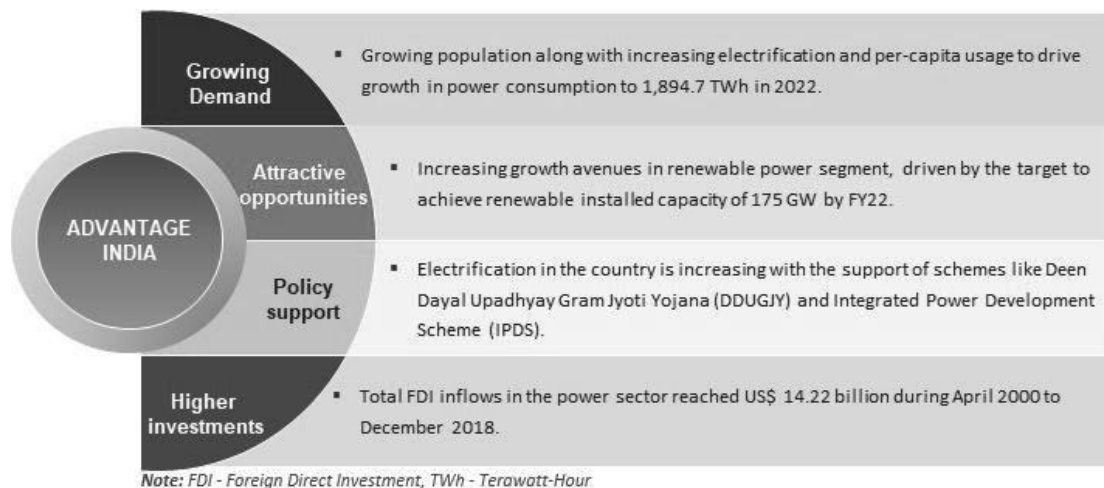 Growing
Demand
▪ Growing population along with increasing electrification and per-capita usage to drive
growth in power consumption to 1,894.7 TWh in 2022.
ADVANTAGE
INDIA
Attractive
opportunities
▪ Increasing growth avenues in renewable power segment, driven by the target to
achieve renewable installed capacity of 175 GW by FY22.
Policy
support
▪ Electrification in the country is increasing with the support of schemes like Deen
Dayal Upadhyay Gram Jyoti Yojana (DDUGJY) and Integrated Power Development
Scheme (IPDS).
Higher
investments
▪ Total FDI inflows in the power sector reached US$ 14.22 billion during April 2000 to
December 2018.
Note: FDI - Foreign Direct Investment, TWh - Terawatt-Hour